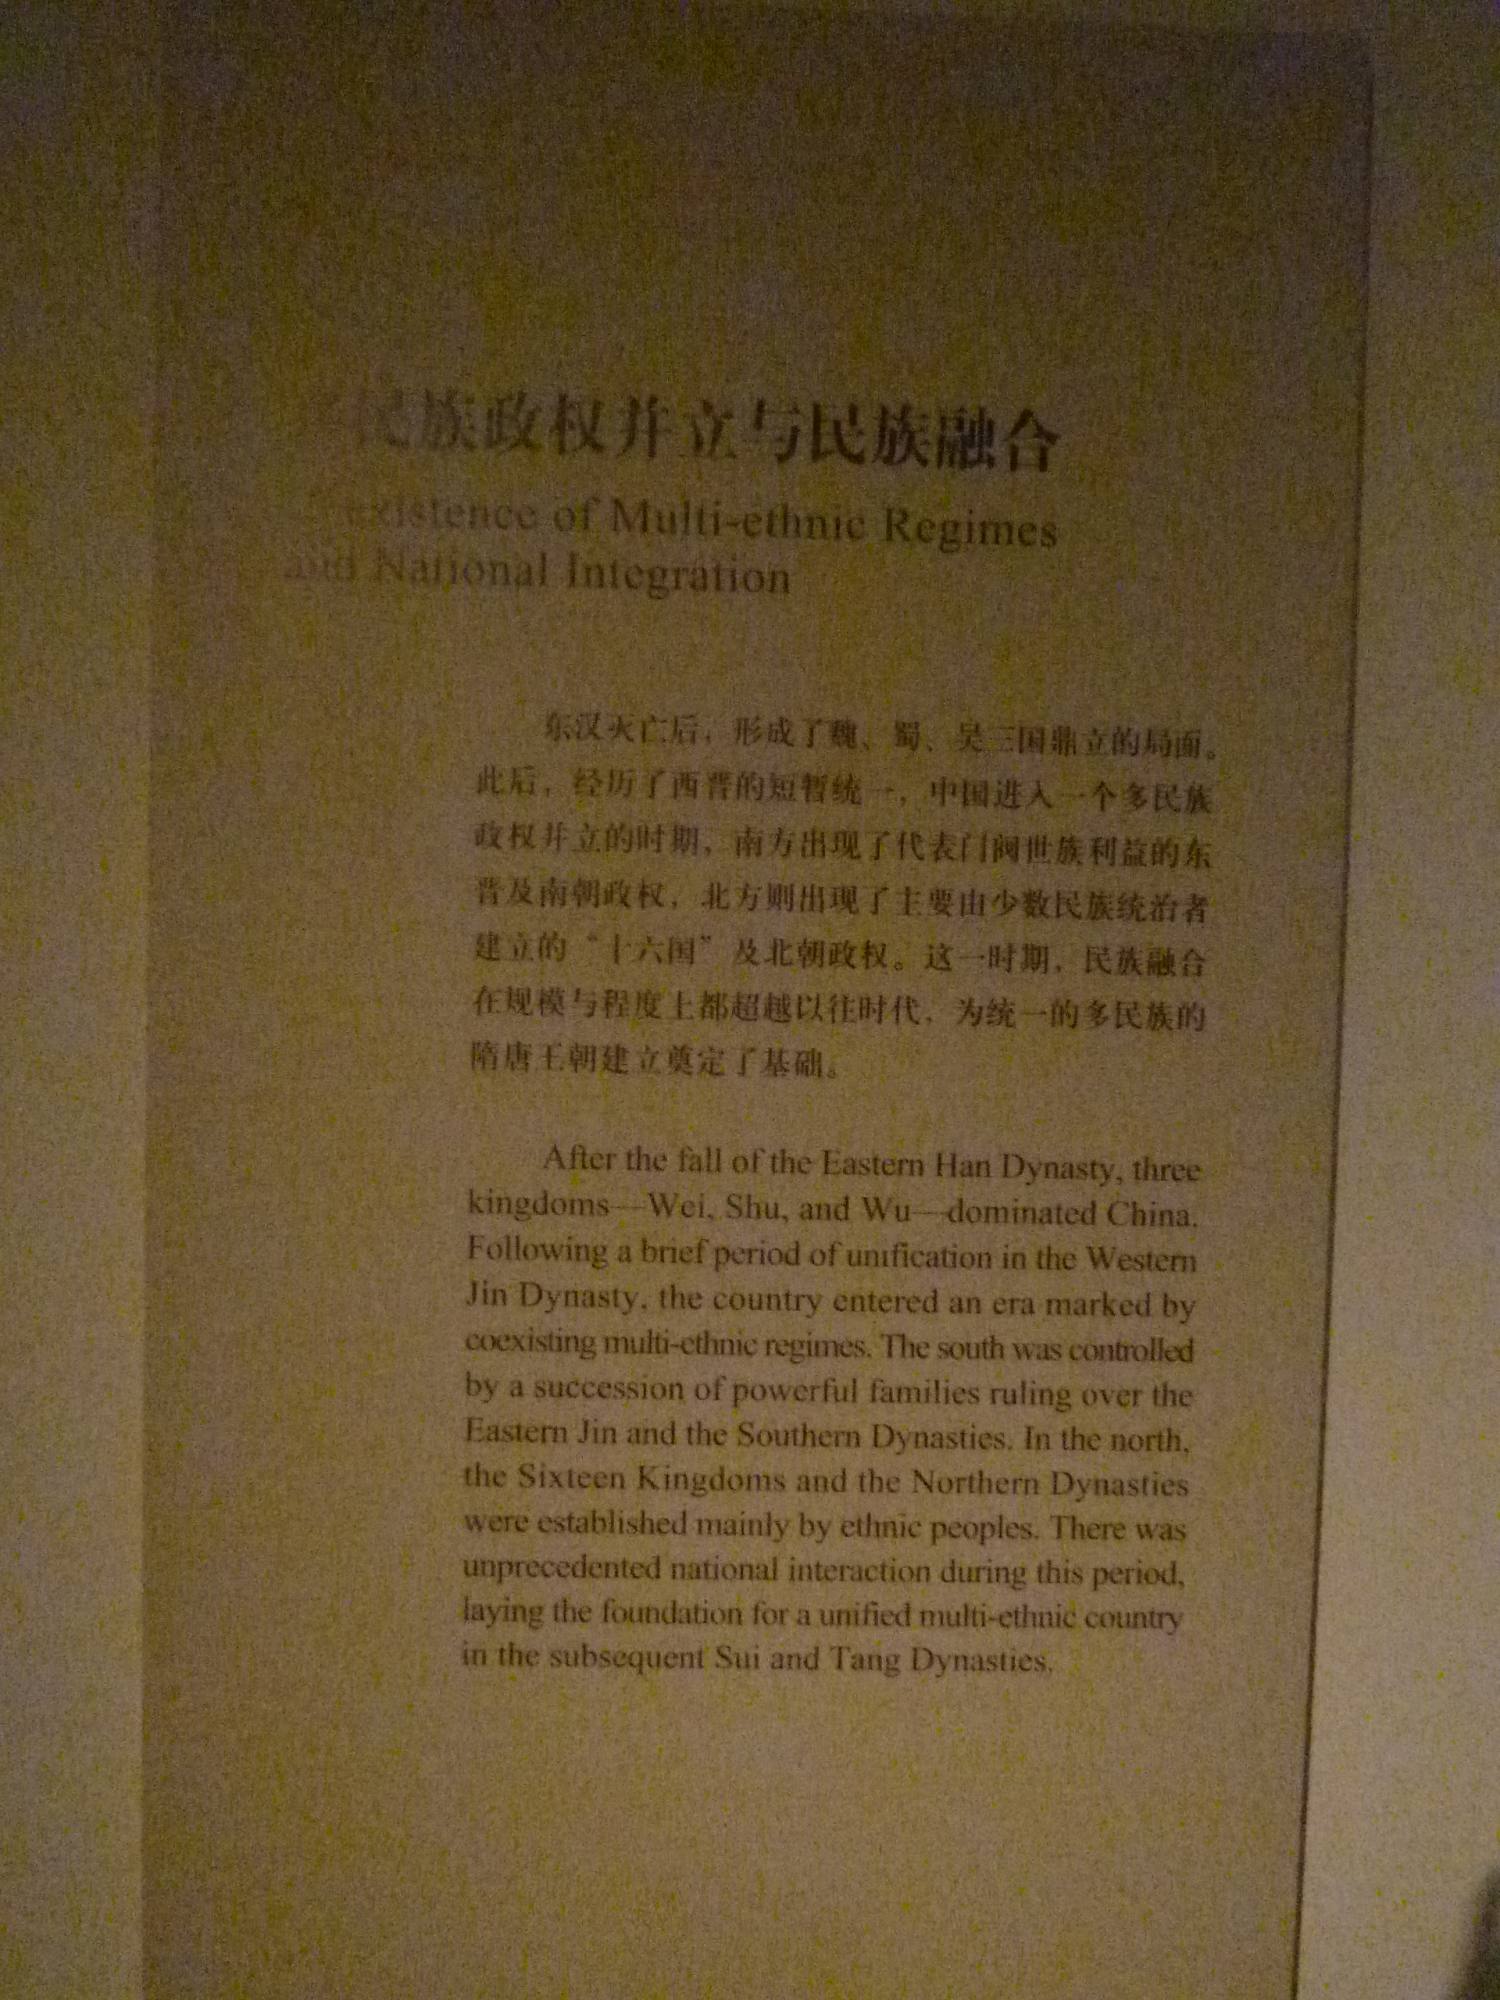 民族政权并立与民族融合
existence of Multi-ethnic Regimes
and National Integration
东汉灭亡后，形成了魏、蜀、吴三国鼎立的局面。
此后，经历了西晋的短暂统一，中国进入一个多民族
政权并立的时期，南方出现了代表门阀世族利益的东
晋及南朝政权，北方则出现了主要由少数民族统治者
建立的“十六国”及北朝政权。这一时期，民族融合
在规模与程度上都超越以往时代，为统一的多民族的
隋唐王朝建立奠定了基础。
After the fall of the Eastern Han Dynasty, three
kingdoms—Wei, Shu, and Wu—dominated China.
Following a brief period of unification in the Western
Jin Dynasty, the country entered an era marked by
coexisting multi-ethnic regimes. The south was controlled
by a succession of powerful families ruling over the
Eastern Jin and the Southern Dynasties. In the north,
the Sixteen Kingdoms and the Northern Dynasties
were established mainly by ethnic peoples. There was
unprecedented national interaction during this period,
laying the foundation for a unified multi-ethnic country
in the subsequent Sui and Tang Dynasties.